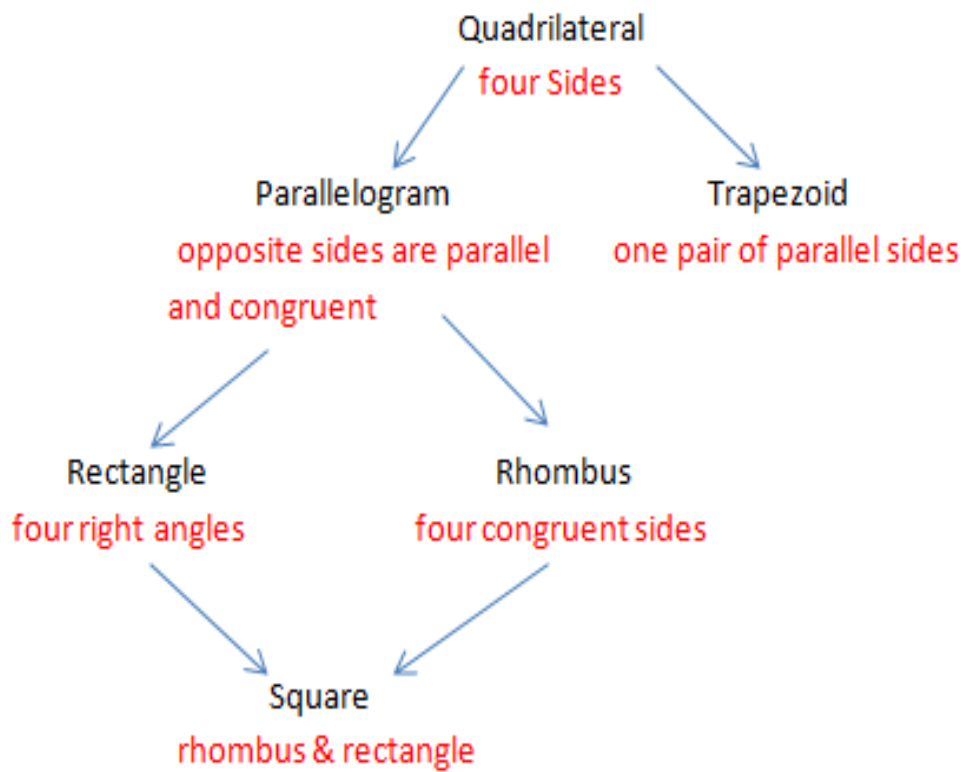 Quadrilateral
four Sides
Parallelogram
opposite sides are parallel
and congruent
Trapezoid
one pair of parallel sides
Rectangle
four right angles
Rhombus
four congruent sides
Square
rhombus & rectangle